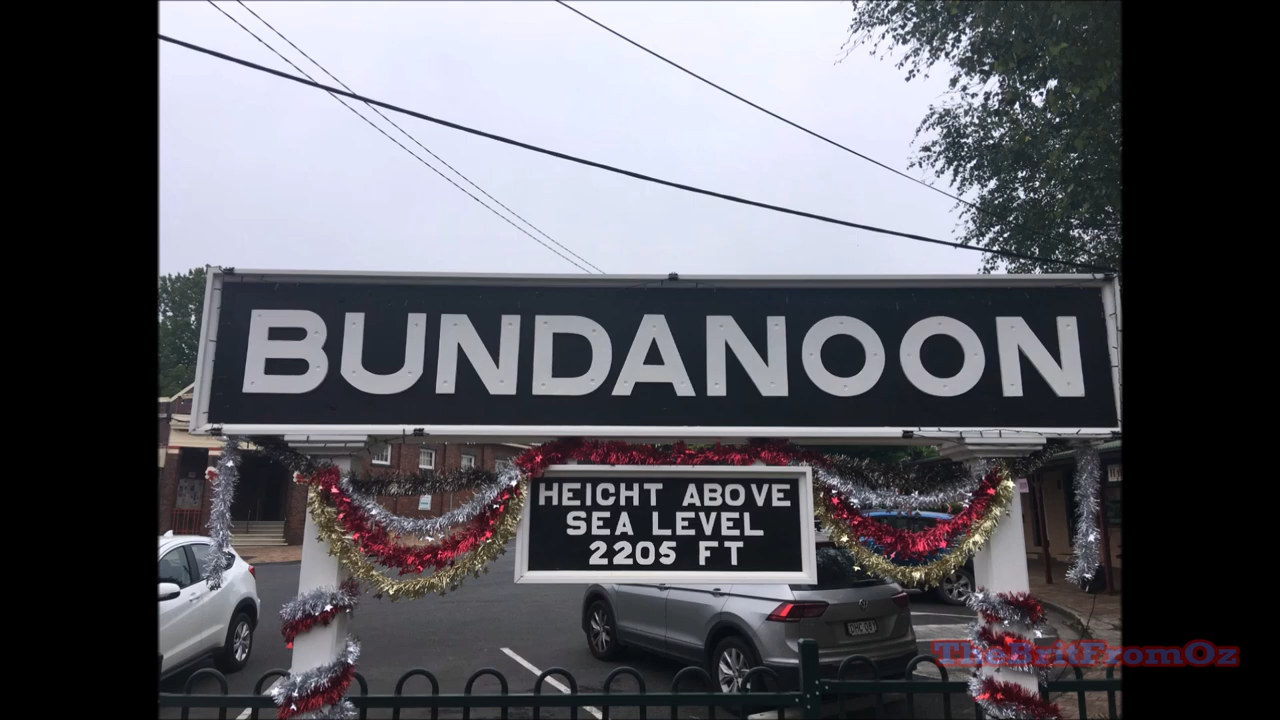 BUNDANOON
HEIGHT ABOVE
SEA LEVEL
2205 FT
TheBritFromOz